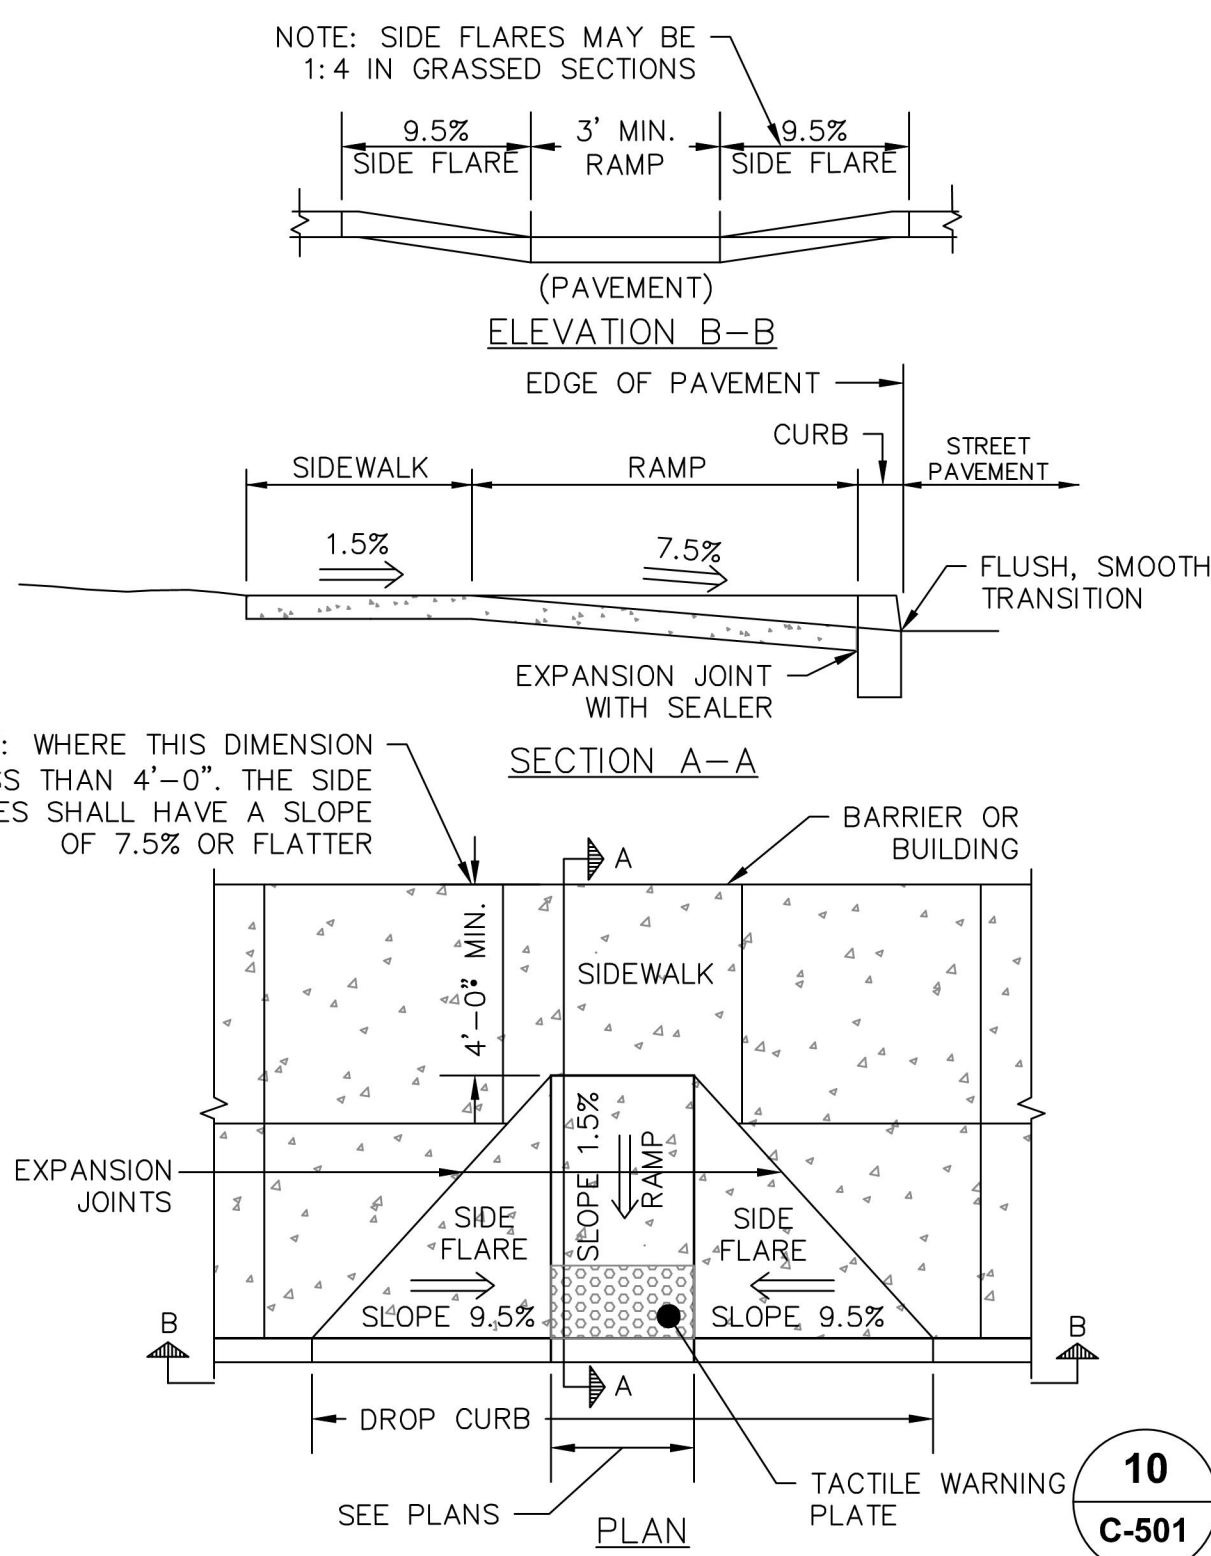 NOTE: SIDE FLARES MAY BE
1:4 IN GRASSED SECTIONS
9.5%
SIDE FLARE
3' MIN.
RAMP
9.5%
SIDE FLARE
(PAVEMENT)
ELEVATION B-B
EDGE OF PAVEMENT
CURB
STREET
PAVEMENT
SIDEWALK
RAMP
1.5%
7.5%
FLUSH, SMOOTH
TRANSITION
EXPANSION JOINT
WITH SEALER
SECTION A-A
: WHERE THIS DIMENSION
SS THAN 4'-0". THE SIDE
ES SHALL HAVE A SLOPE
OF 7.5% OR FLATTER
BARRIER OR
BUILDING
A
4'-0" MIN.
SIDEWALK
EXPANSION
JOINTS
SLOPE 1.5%
RAMP
SIDE
FLARE
SLOPE 9.5%
SIDE
FLARE
SLOPE 9.5%
B
B
A
DROP CURB
SEE PLANS
TACTILE WARNING
PLATE
PLAN
10
C-501